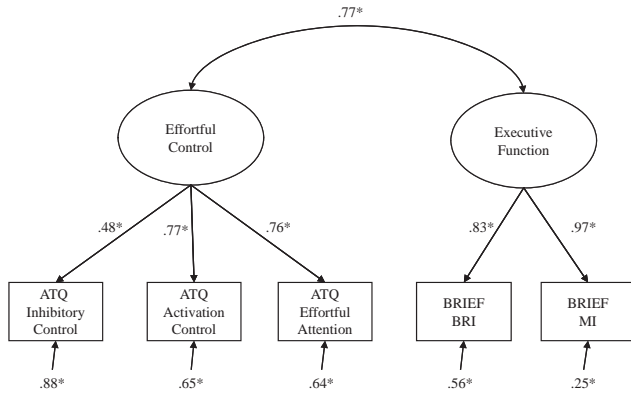 .77*
Effortful
Control
Executive
Function
.48*
.77*
.76*
.83*
.97*
ATQ
Inhibitory
Control
ATQ
Activation
Control
ATQ
Effortful
Attention
BRIEF
BRI
BRIEF
MI
.88*
.65*
.64*
.56*
.25*